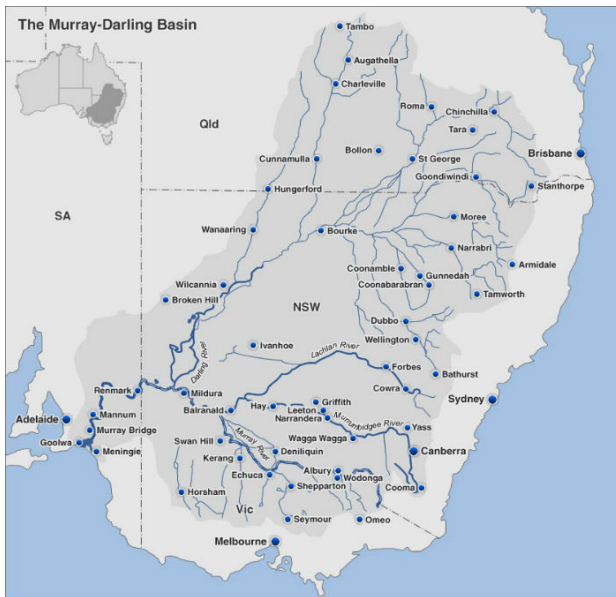 The Murray-Darling Basin
Tambo
Augathella
Charleville
Roma
Chinchilla
Tara
Qld
Bollon
Brisbane
Cunnamulla
St George
Goondiwindi
Stanthorpe
Hungerford
SA
Moree
Wanaaring
Bourke
Narrabri
Armidale
Coonamble
Gunnedah
Wilcannia
Coonabarabran
Broken Hill
Tamworth
NSW
Dubbo
Wellington
Ivanhoe
Lachlan River
Darling River
Forbes
Bathurst
Renmark
Mildura
Cowra
Sydney
Griffith
Hay
Leeton
Balranald
Mannum
Adelaide
Narrandera
Murrumbidgee River
Yass
Murray Bridge
Wagga Wagga
Goolwa
Swan Hill
Murray River
Meningie
Deniliquin
Canberra
Kerang
Albury
Echuca
Wodonga
Shepparton
Cooma
Horsham
Vic
Seymour
Omeo
Melbourne